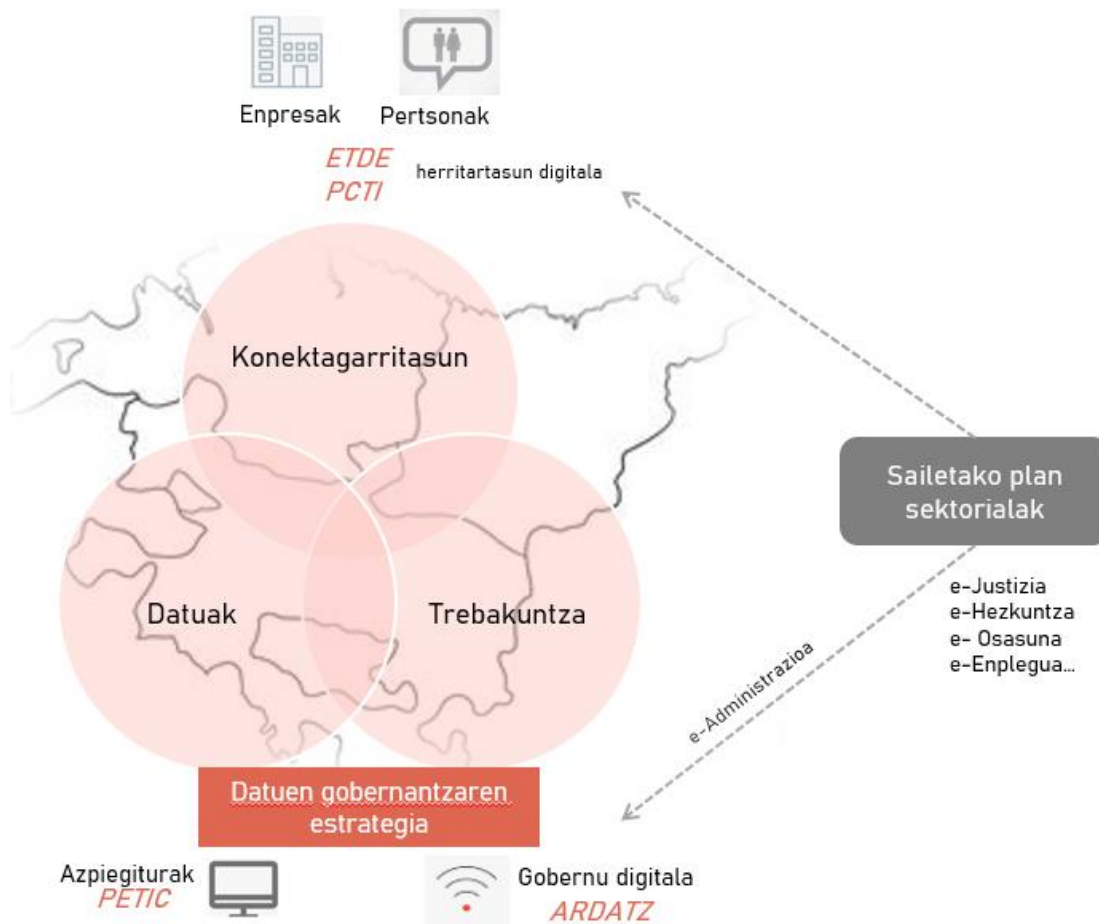 Enpresak
Pertsonak
ETDE
PCTI
herritartasun digitala
Konektagarritasun
Datuak
Trebakuntza
Sailetako plan
sektorialak
e-Justizia
e-Hezkuntza
e- Osasuna
e-Enplegua...
e-Administrazioa
Datuen gobernantzaren
estrategia
Azpiegiturak
PETIC
Gobernu digitala
ARDATZ